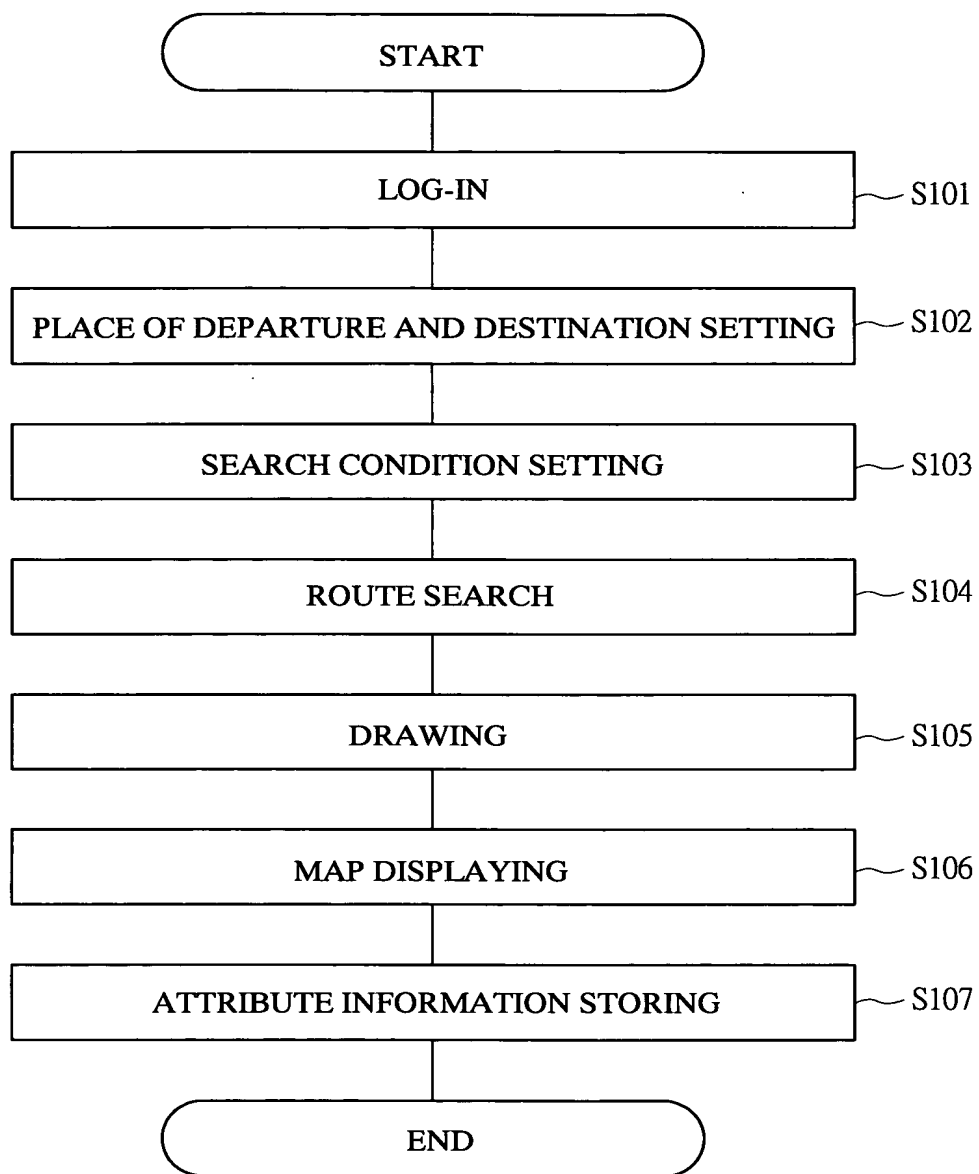 START
LOG-IN
S101
PLACE OF DEPARTURE AND DESTINATION SETTING
S102
SEARCH CONDITION SETTING
S103
ROUTE SEARCH
S104
DRAWING
S105
MAP DISPLAYING
S106
ATTRIBUTE INFORMATION STORING
S107
END